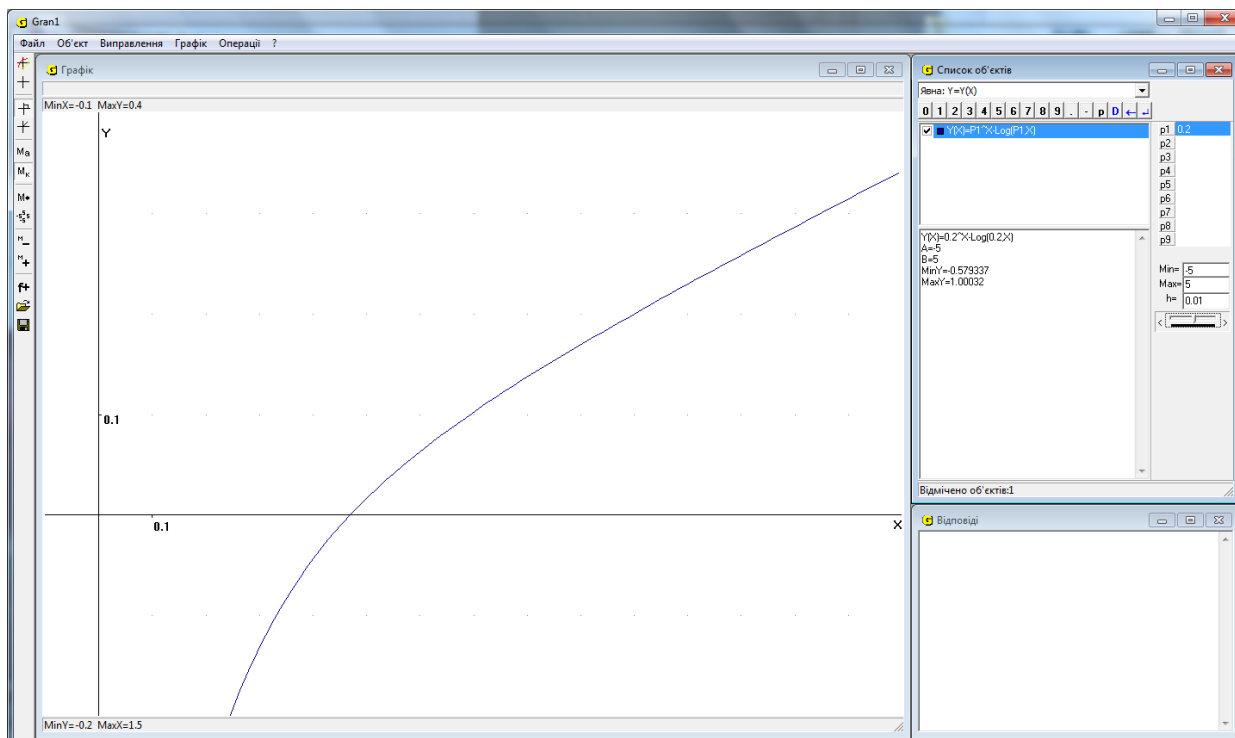 Gran1
Файл Об'єкт Виправлення Графік Операції ?
Графік
MinX=-0.1 MaxY=0.4
Y
0.1
0.1
X
MinY=-0.2 MaxX=1.5
Ma
Mк
M
S
S
S
M
M
f+
Список об'єктів
Явна: Y=Y(X)
0 1 2 3 4 5 6 7 8 9 . - p D ← ↵
Y(X)=P1^X-Log(P1,X)
p1 0.2
p2
p3
p4
p5
p6
p7
p8
p9
Y(X)=0.2^X-Log(0.2,X)
A=-5
B=5
MinY=-0.579337
MaxY=1.00032
Min= -5
Max= 5
h= 0.01
< >
Відмічено об'єктів:1
Відповіді